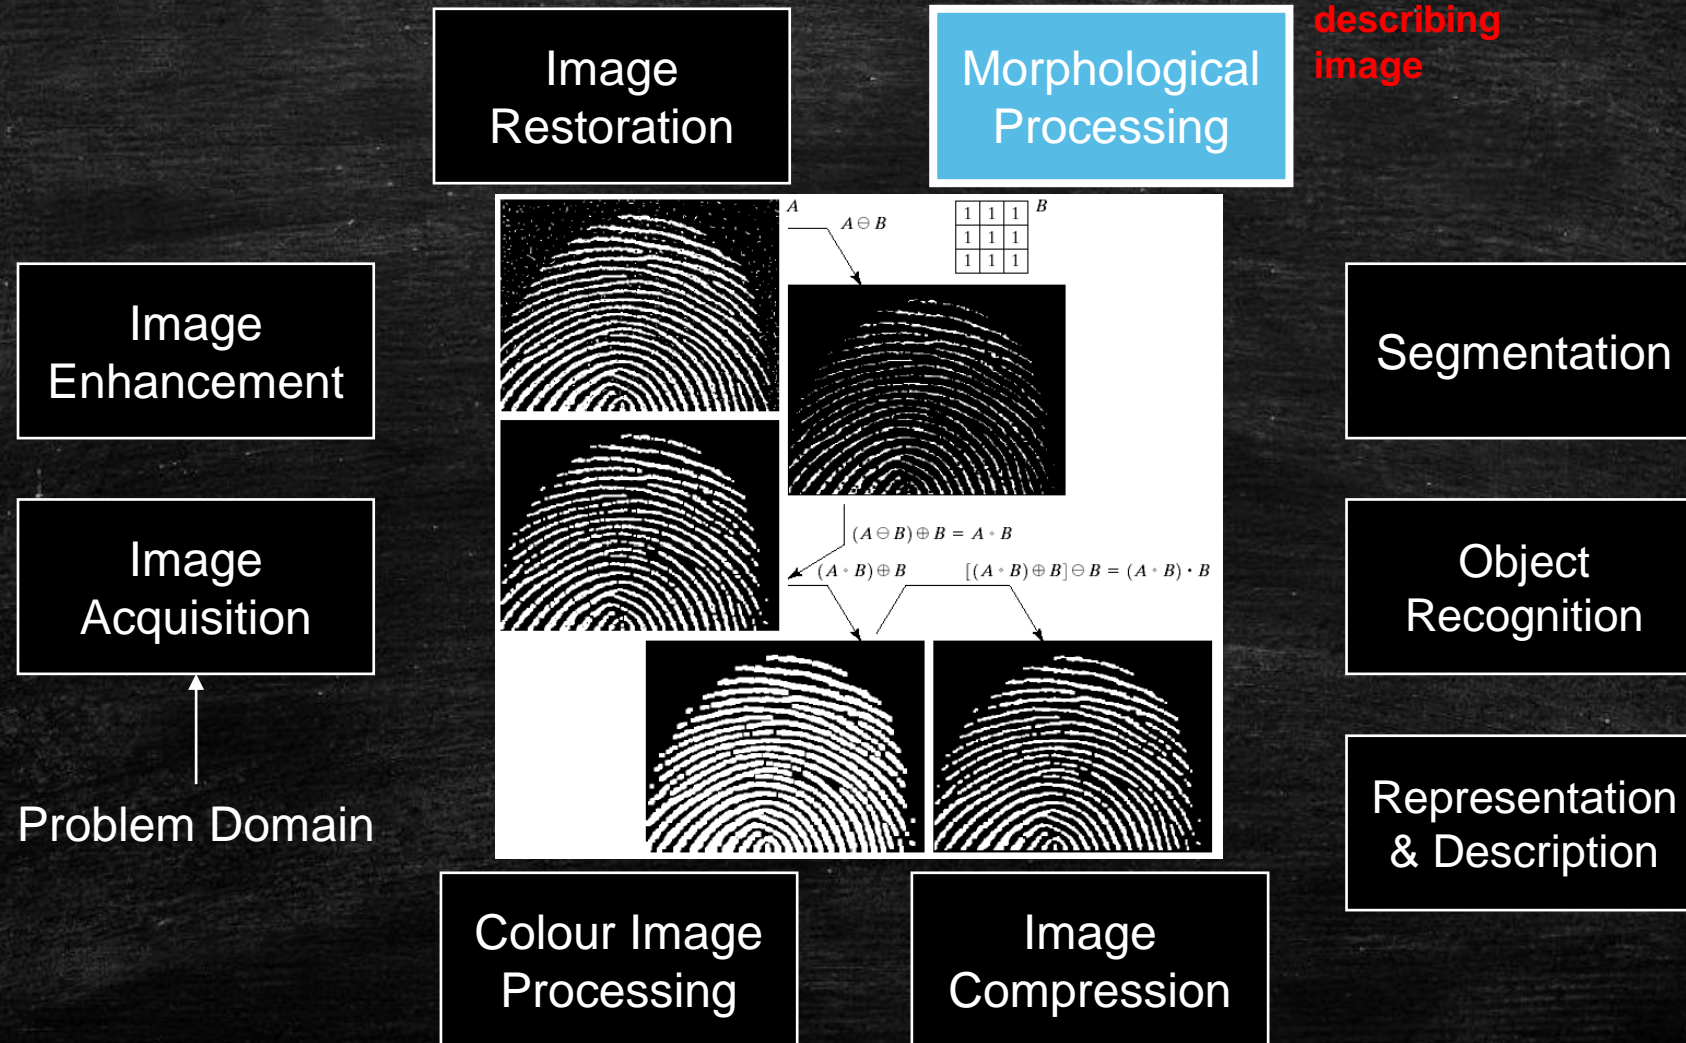 describing
image
Image
Restoration
Morphological
Processing
A
A ⊖ B
1 1 1
1 1 1
1 1 1
B
Image
Enhancement
Segmentation
Image
Acquisition
(A ⊖ B) ⊕ B = A ∘ B
(A ∘ B) ⊕ B
[(A ∘ B) ⊕ B] ⊖ B = (A ∘ B) • B
Object
Recognition
Problem Domain
Representation
& Description
Colour Image
Processing
Image
Compression